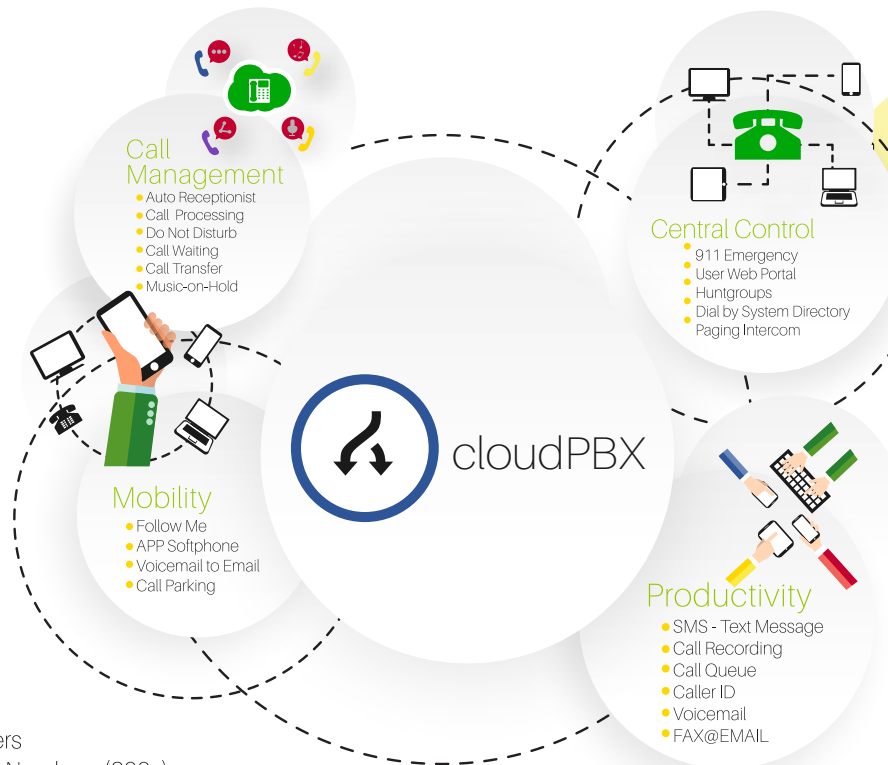 Call
Management
Auto Receptionist
Call Processing
Do Not Disturb
Call Waiting
Call Transfer
Music-on-Hold
Central Control
911 Emergency
User Web Portal
Huntgroups
Dial by System Directory
Paging Intercom
cloudPBX
Mobility
Follow Me
APP Softphone
Voicemail to Email
Call Parking
Productivity
SMS - Text Message
Call Recording
Call Queue
Caller ID
Voicemail
FAX@EMAIL